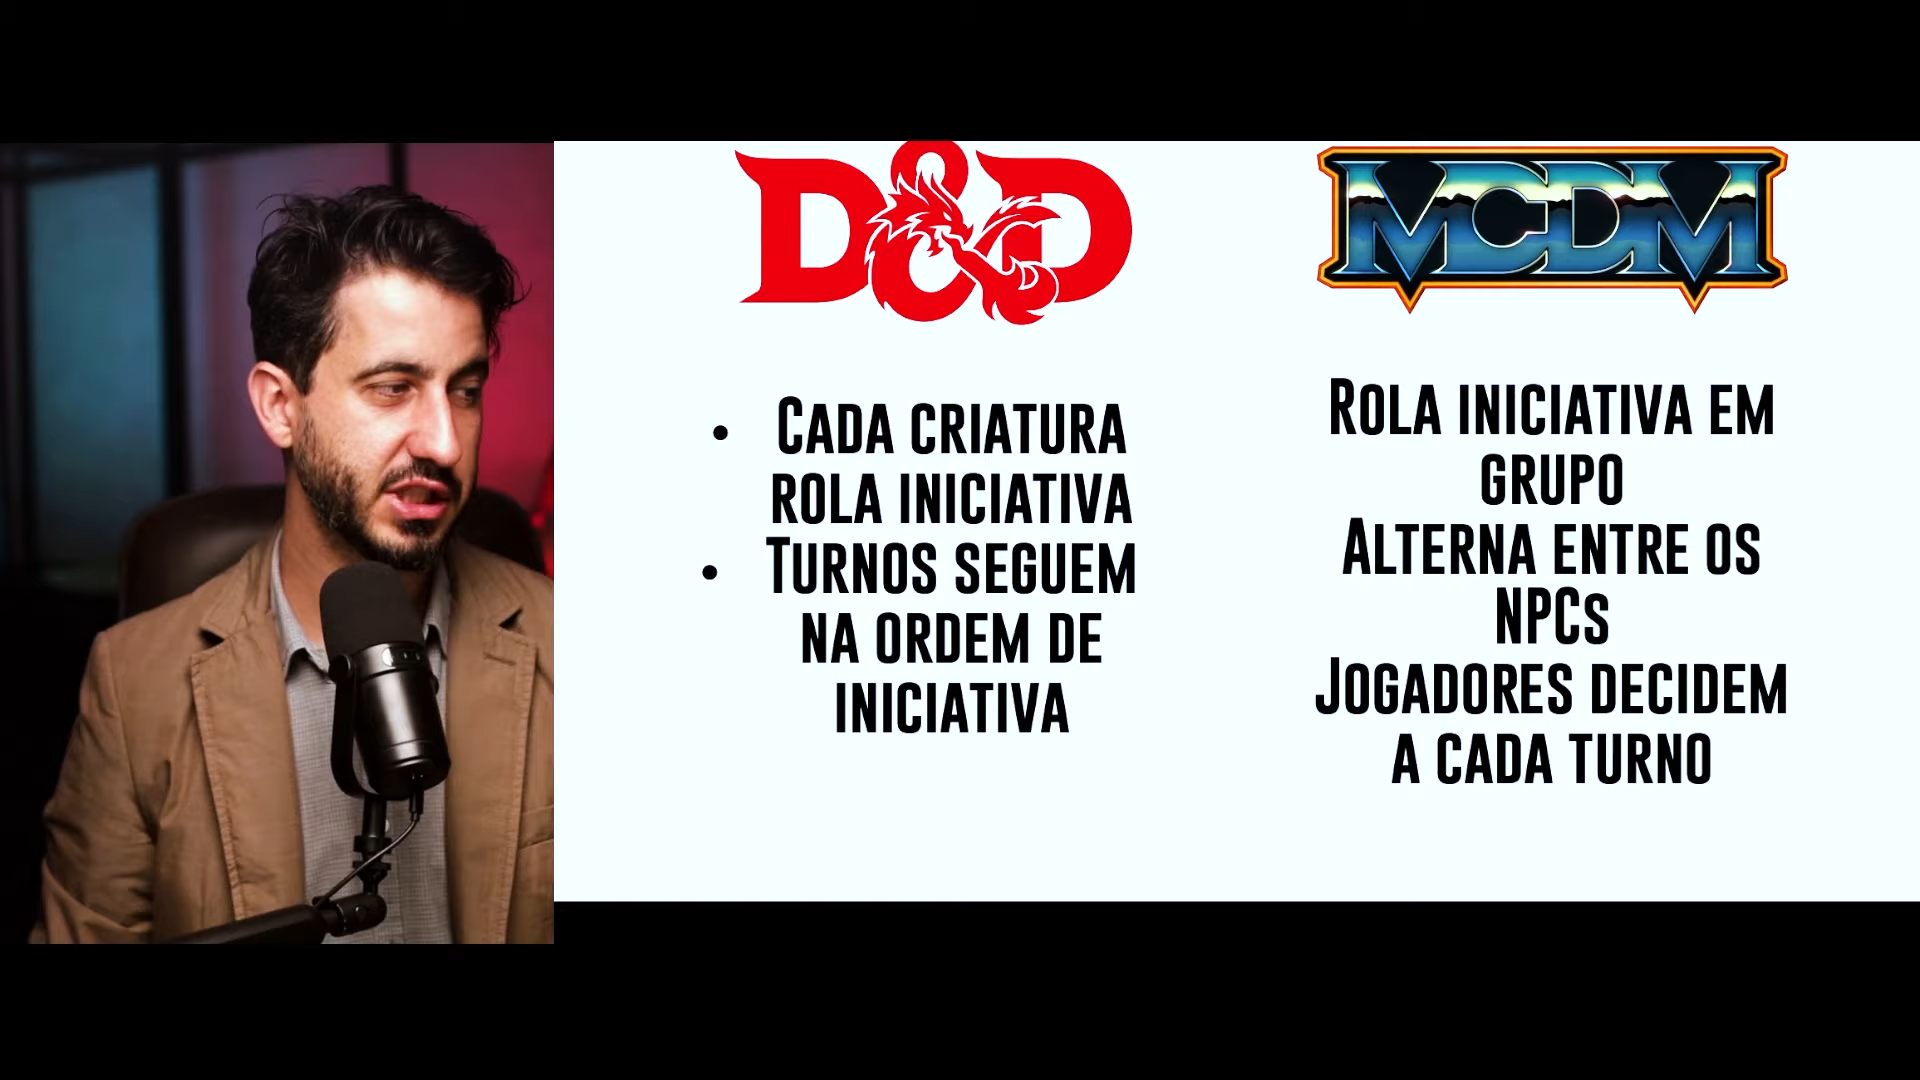 D&D
• Cada criatura
rola iniciativa
• Turnos seguem
na ordem de
iniciativa
MCDM
Rola iniciativa em
grupo
Alterna entre os
NPCs
Jogadores decidem
a cada turno